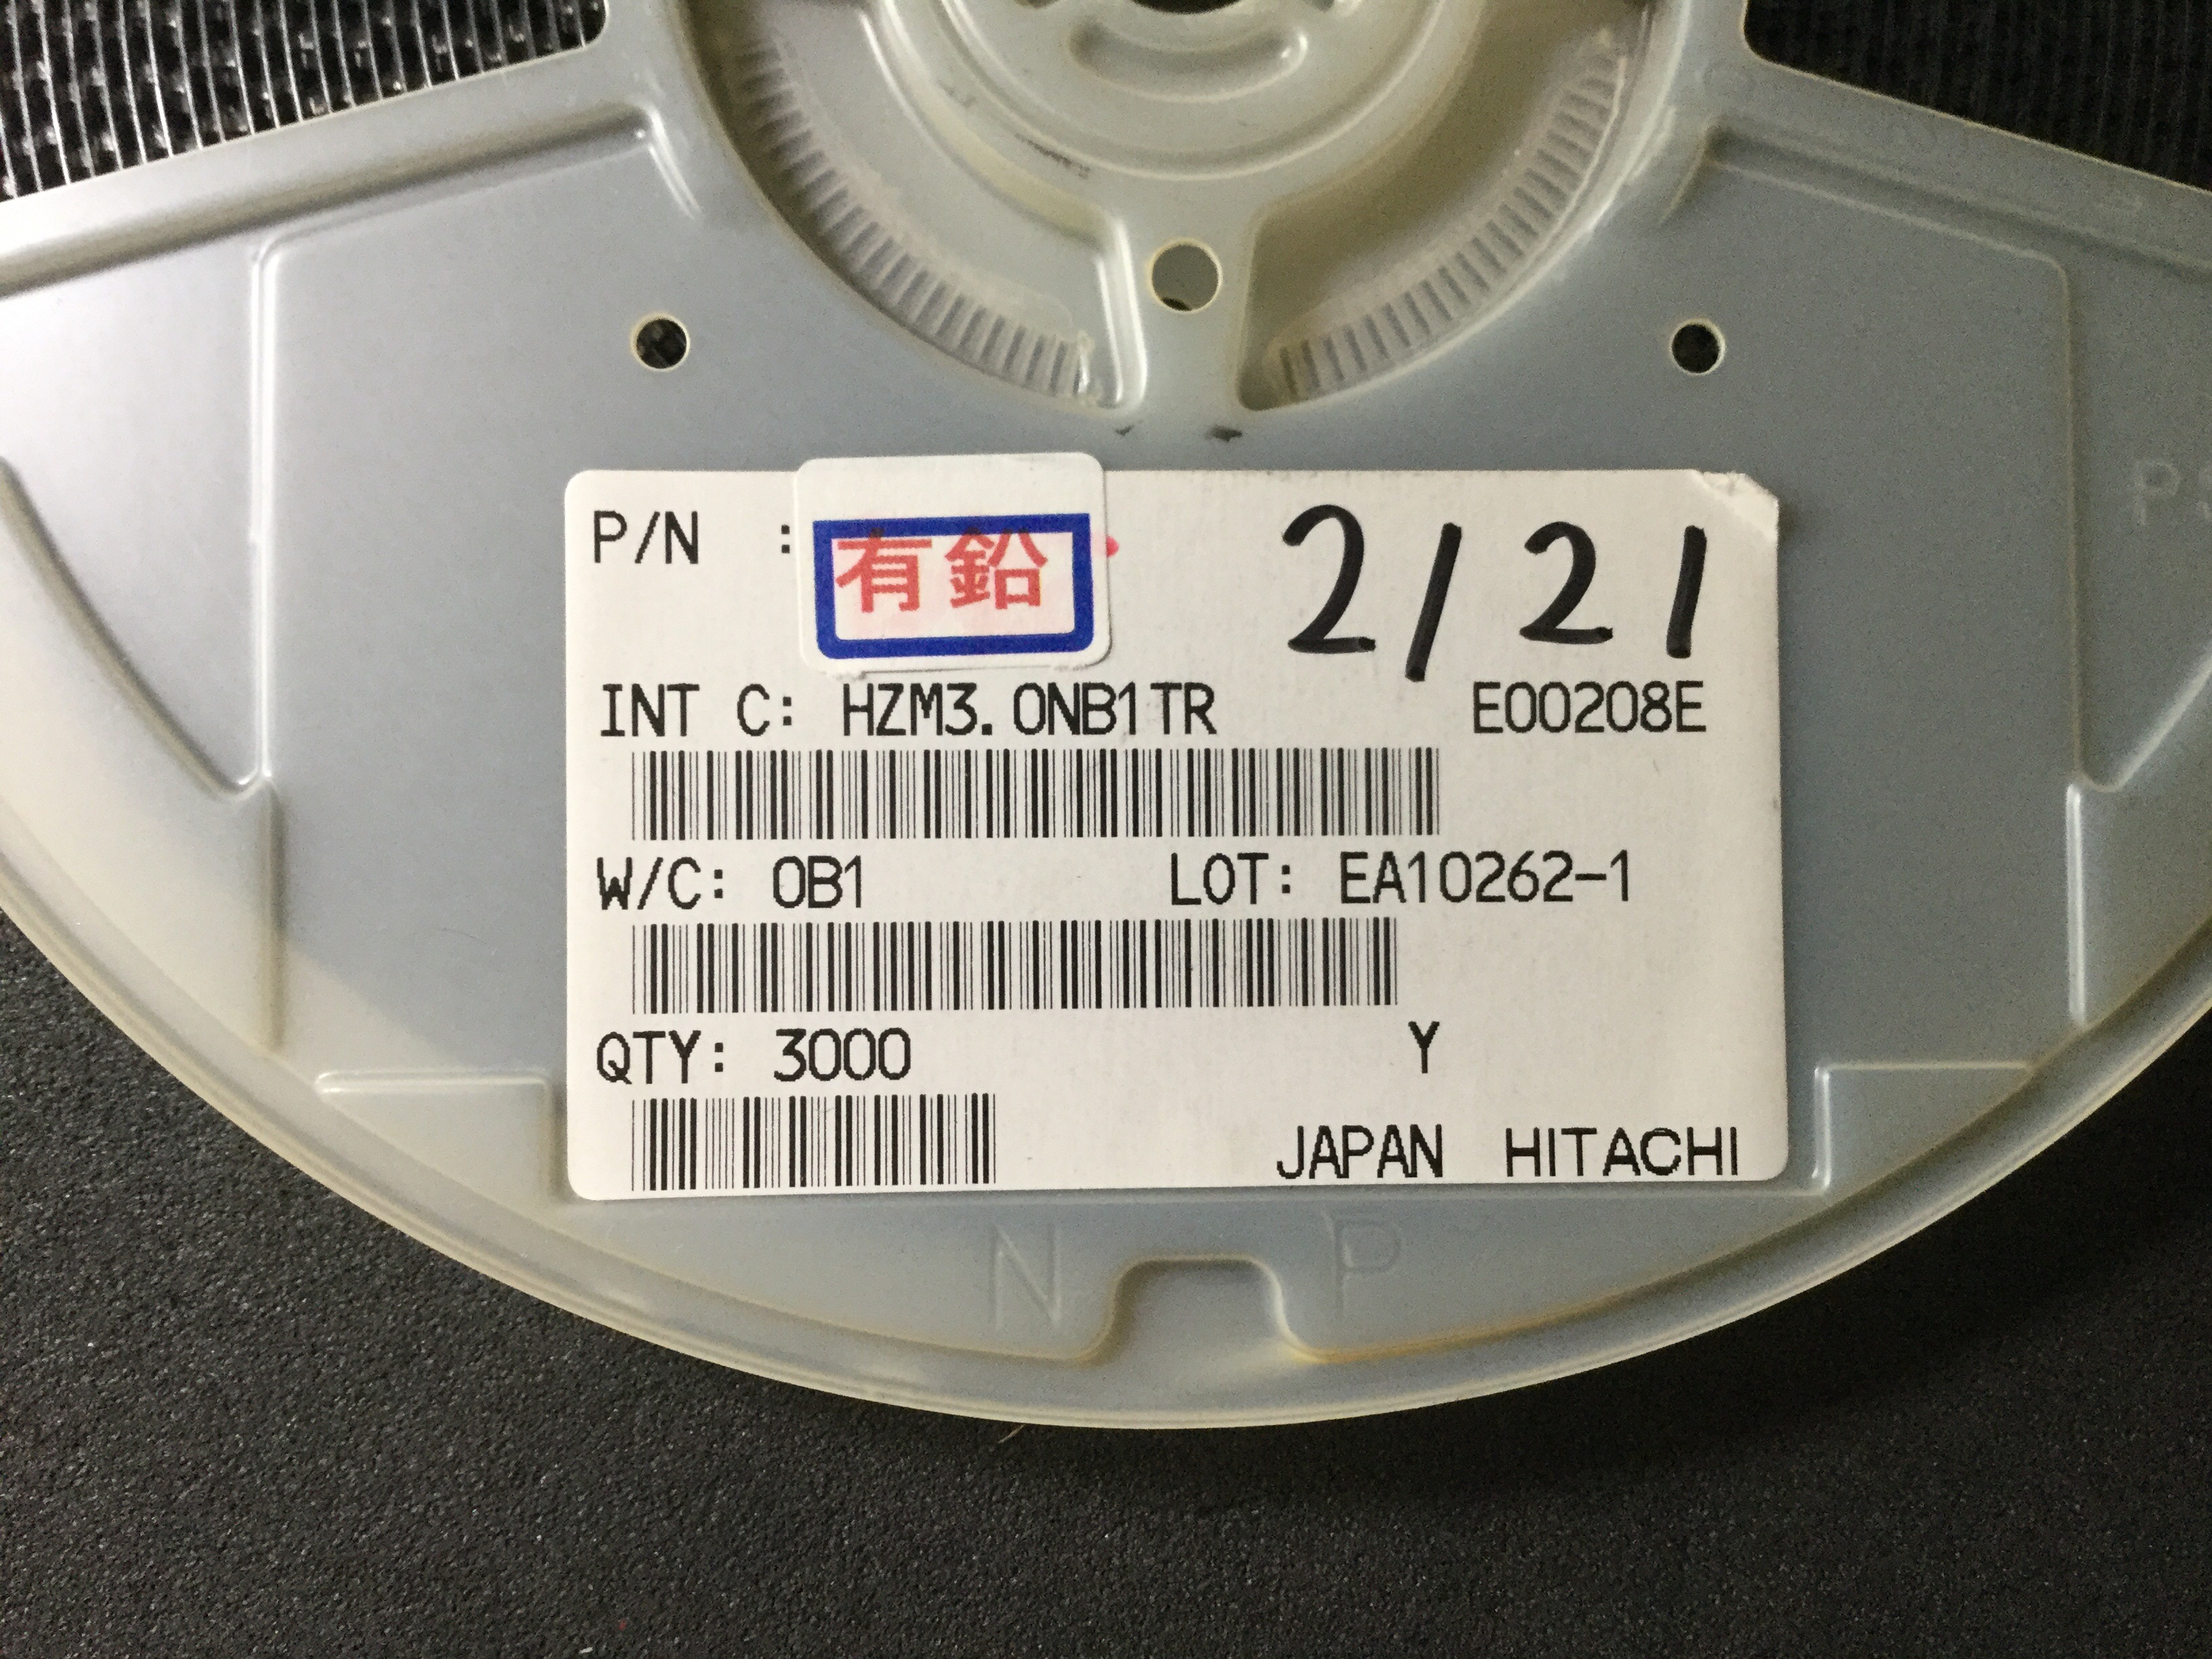 P/N : 有鉛 2/21
INT C: HZM3.0NB1TR E00208E
W/C: 0B1 LOT: EA10262-1
QTY: 3000 Y
JAPAN HITACHI
N P
P